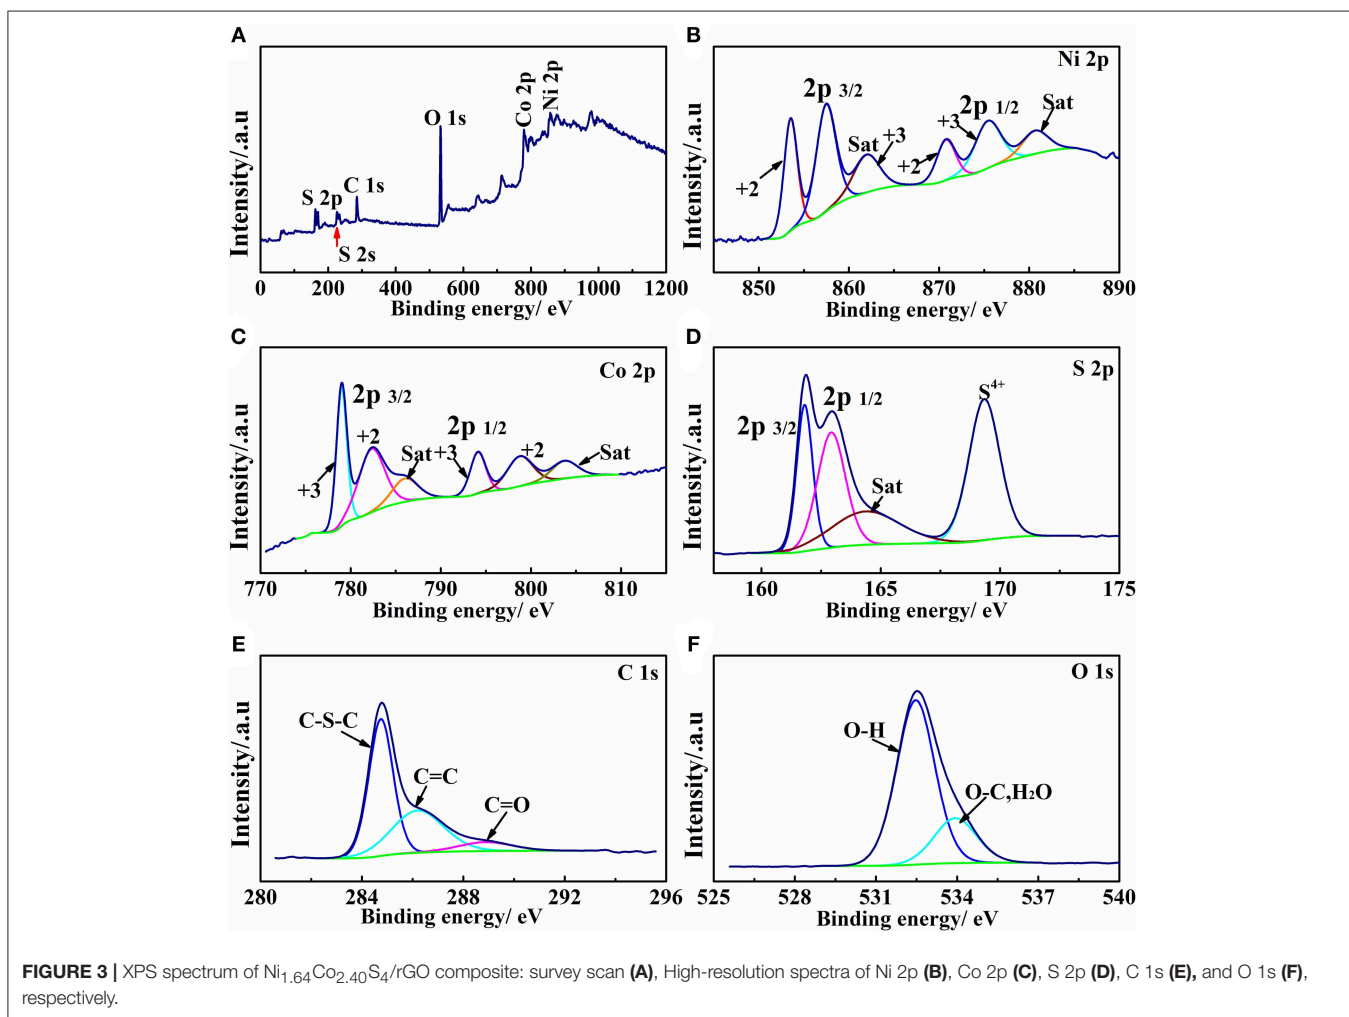 A
Intensity/.a.u
S 2p
C 1s
S 2s
O 1s
Co 2p
Ni 2p
0 200 400 600 800 1000 1200
Binding energy/ eV
B
Ni 2p
Intensity/.a.u
2p 3/2
2p 1/2
Sat
Sat
+3
+3
+2
+2
850 860 870 880 890
Binding energy/ eV
C
Co 2p
Intensity/.a.u
2p 3/2
+2
2p 1/2
Sat
+3
+2
Sat
+3
770 780 790 800 810
Binding energy/ eV
D
S 2p
Intensity/.a.u
2p 1/2
S4+
2p 3/2
Sat
160 165 170 175
Binding energy/ eV
E
C 1s
Intensity/.a.u
C-S-C
C=C
C=O
280 284 288 292 296
Binding energy/ eV
F
O 1s
Intensity/.a.u
O-H
O-C,H2O
525 528 531 534 537 540
Binding energy/ eV
FIGURE 3 | XPS spectrum of Ni1.64Co2.40S4/rGO composite: survey scan (A), High-resolution spectra of Ni 2p (B), Co 2p (C), S 2p (D), C 1s (E), and O 1s (F),
respectively.